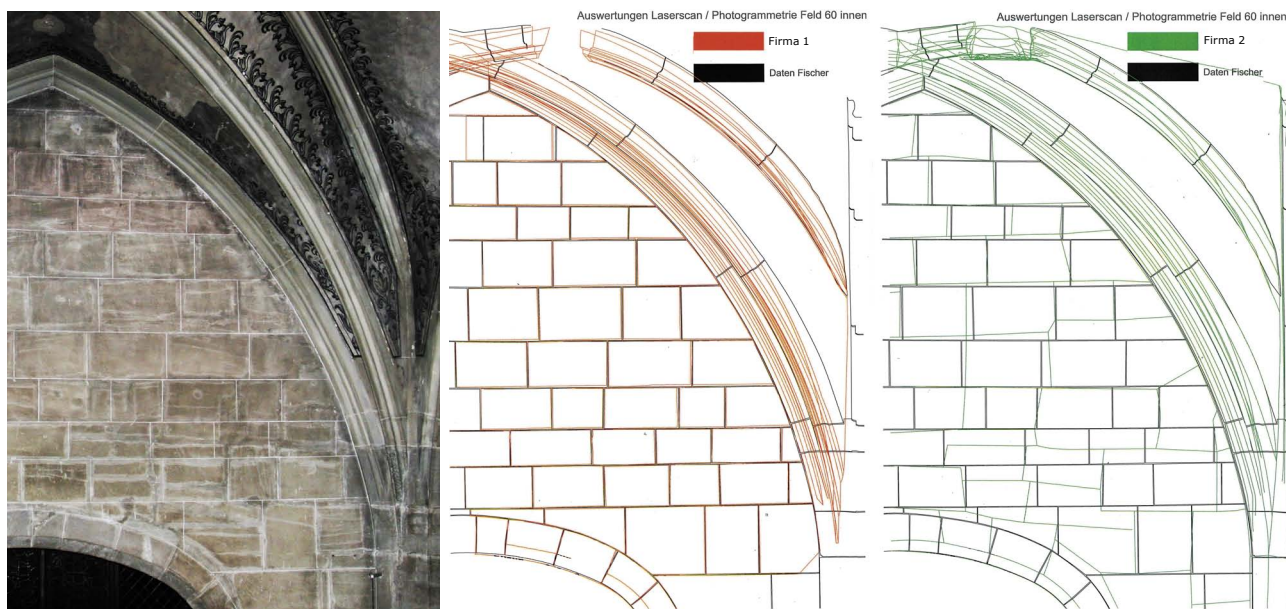 Auswertungen Laserscan / Photogrammetrie Feld 60 innen
Firma 1
Daten Fischer
Auswertungen Laserscan / Photogrammetrie Feld 60 innen
Firma 2
Daten Fischer